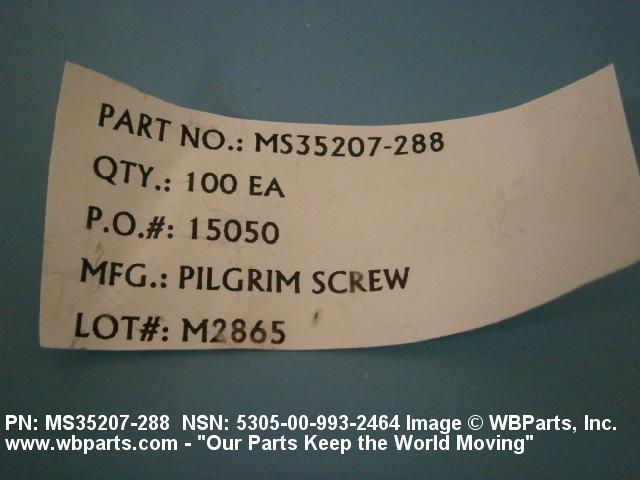 PART NO.: MS35207-288
QTY.: 100 EA
P.O.#: 15050
MFG.: PILGRIM SCREW
LOT#: M2865
PN: MS35207-288 NSN: 5305-00-993-2464 Image © WBParts, Inc.
www.wbparts.com - "Our Parts Keep the World Moving"